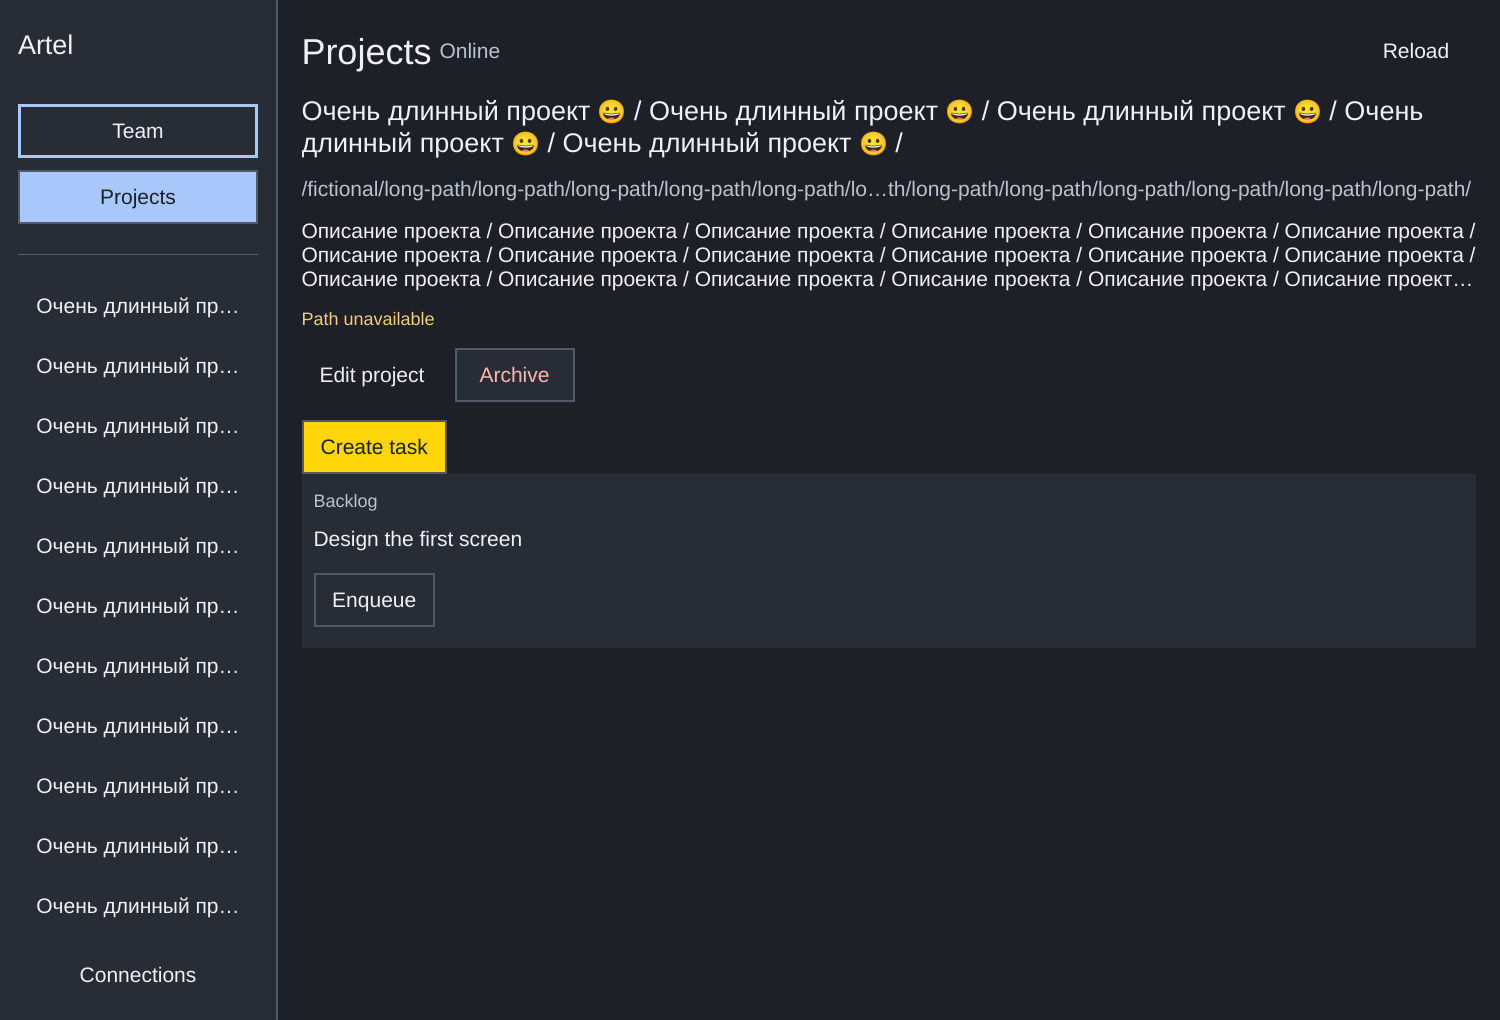 Artel
Team
Projects
Очень длинный пр…
Очень длинный пр…
Очень длинный пр…
Очень длинный пр…
Очень длинный пр…
Очень длинный пр…
Очень длинный пр…
Очень длинный пр…
Очень длинный пр…
Очень длинный пр…
Очень длинный пр…
Connections
Projects Online
Reload
Очень длинный проект 😀 / Очень длинный проект 😀 / Очень длинный проект 😀 / Очень
длинный проект 😀 / Очень длинный проект 😀 /
/fictional/long-path/long-path/long-path/long-path/long-path/lo…th/long-path/long-path/long-path/long-path/long-path/long-path/
Описание проекта / Описание проекта / Описание проекта / Описание проекта / Описание проекта / Описание проекта /
Описание проекта / Описание проекта / Описание проекта / Описание проекта / Описание проекта / Описание проекта /
Описание проекта / Описание проекта / Описание проекта / Описание проекта / Описание проекта / Описание проект…
Path unavailable
Edit project
Archive
Create task
Backlog
Design the first screen
Enqueue